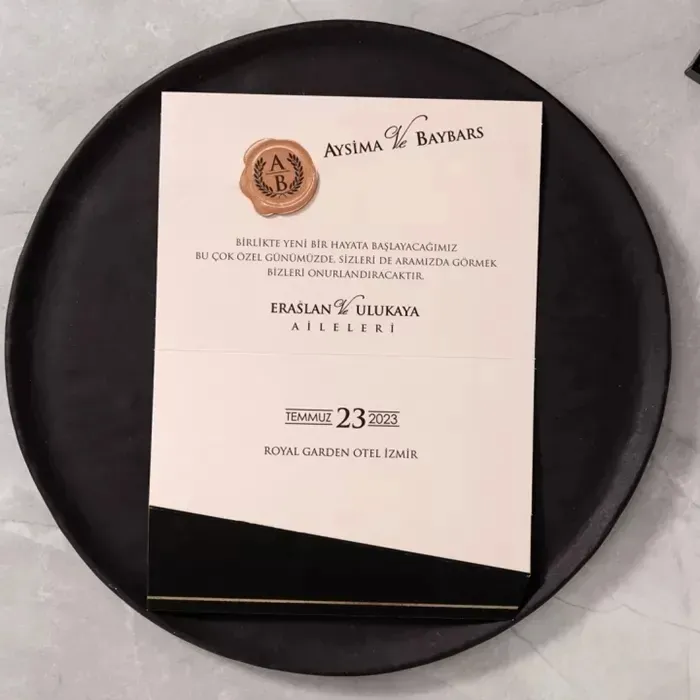 AYSİMA Ve BAYBARS
A
B
BİRLİKTE YENİ BİR HAYATA BAŞLAYACAĞIMIZ
BU ÇOK ÖZEL GÜNÜMÜZDE, SİZLERİ DE ARAMIZDA GÖRMEK
BİZLERİ ONURLANDIRACAKTIR.
ERASLAN Ve ULUKAYA
AİLELERİ
TEMMUZ 23 2023
ROYAL GARDEN OTEL İZMİR